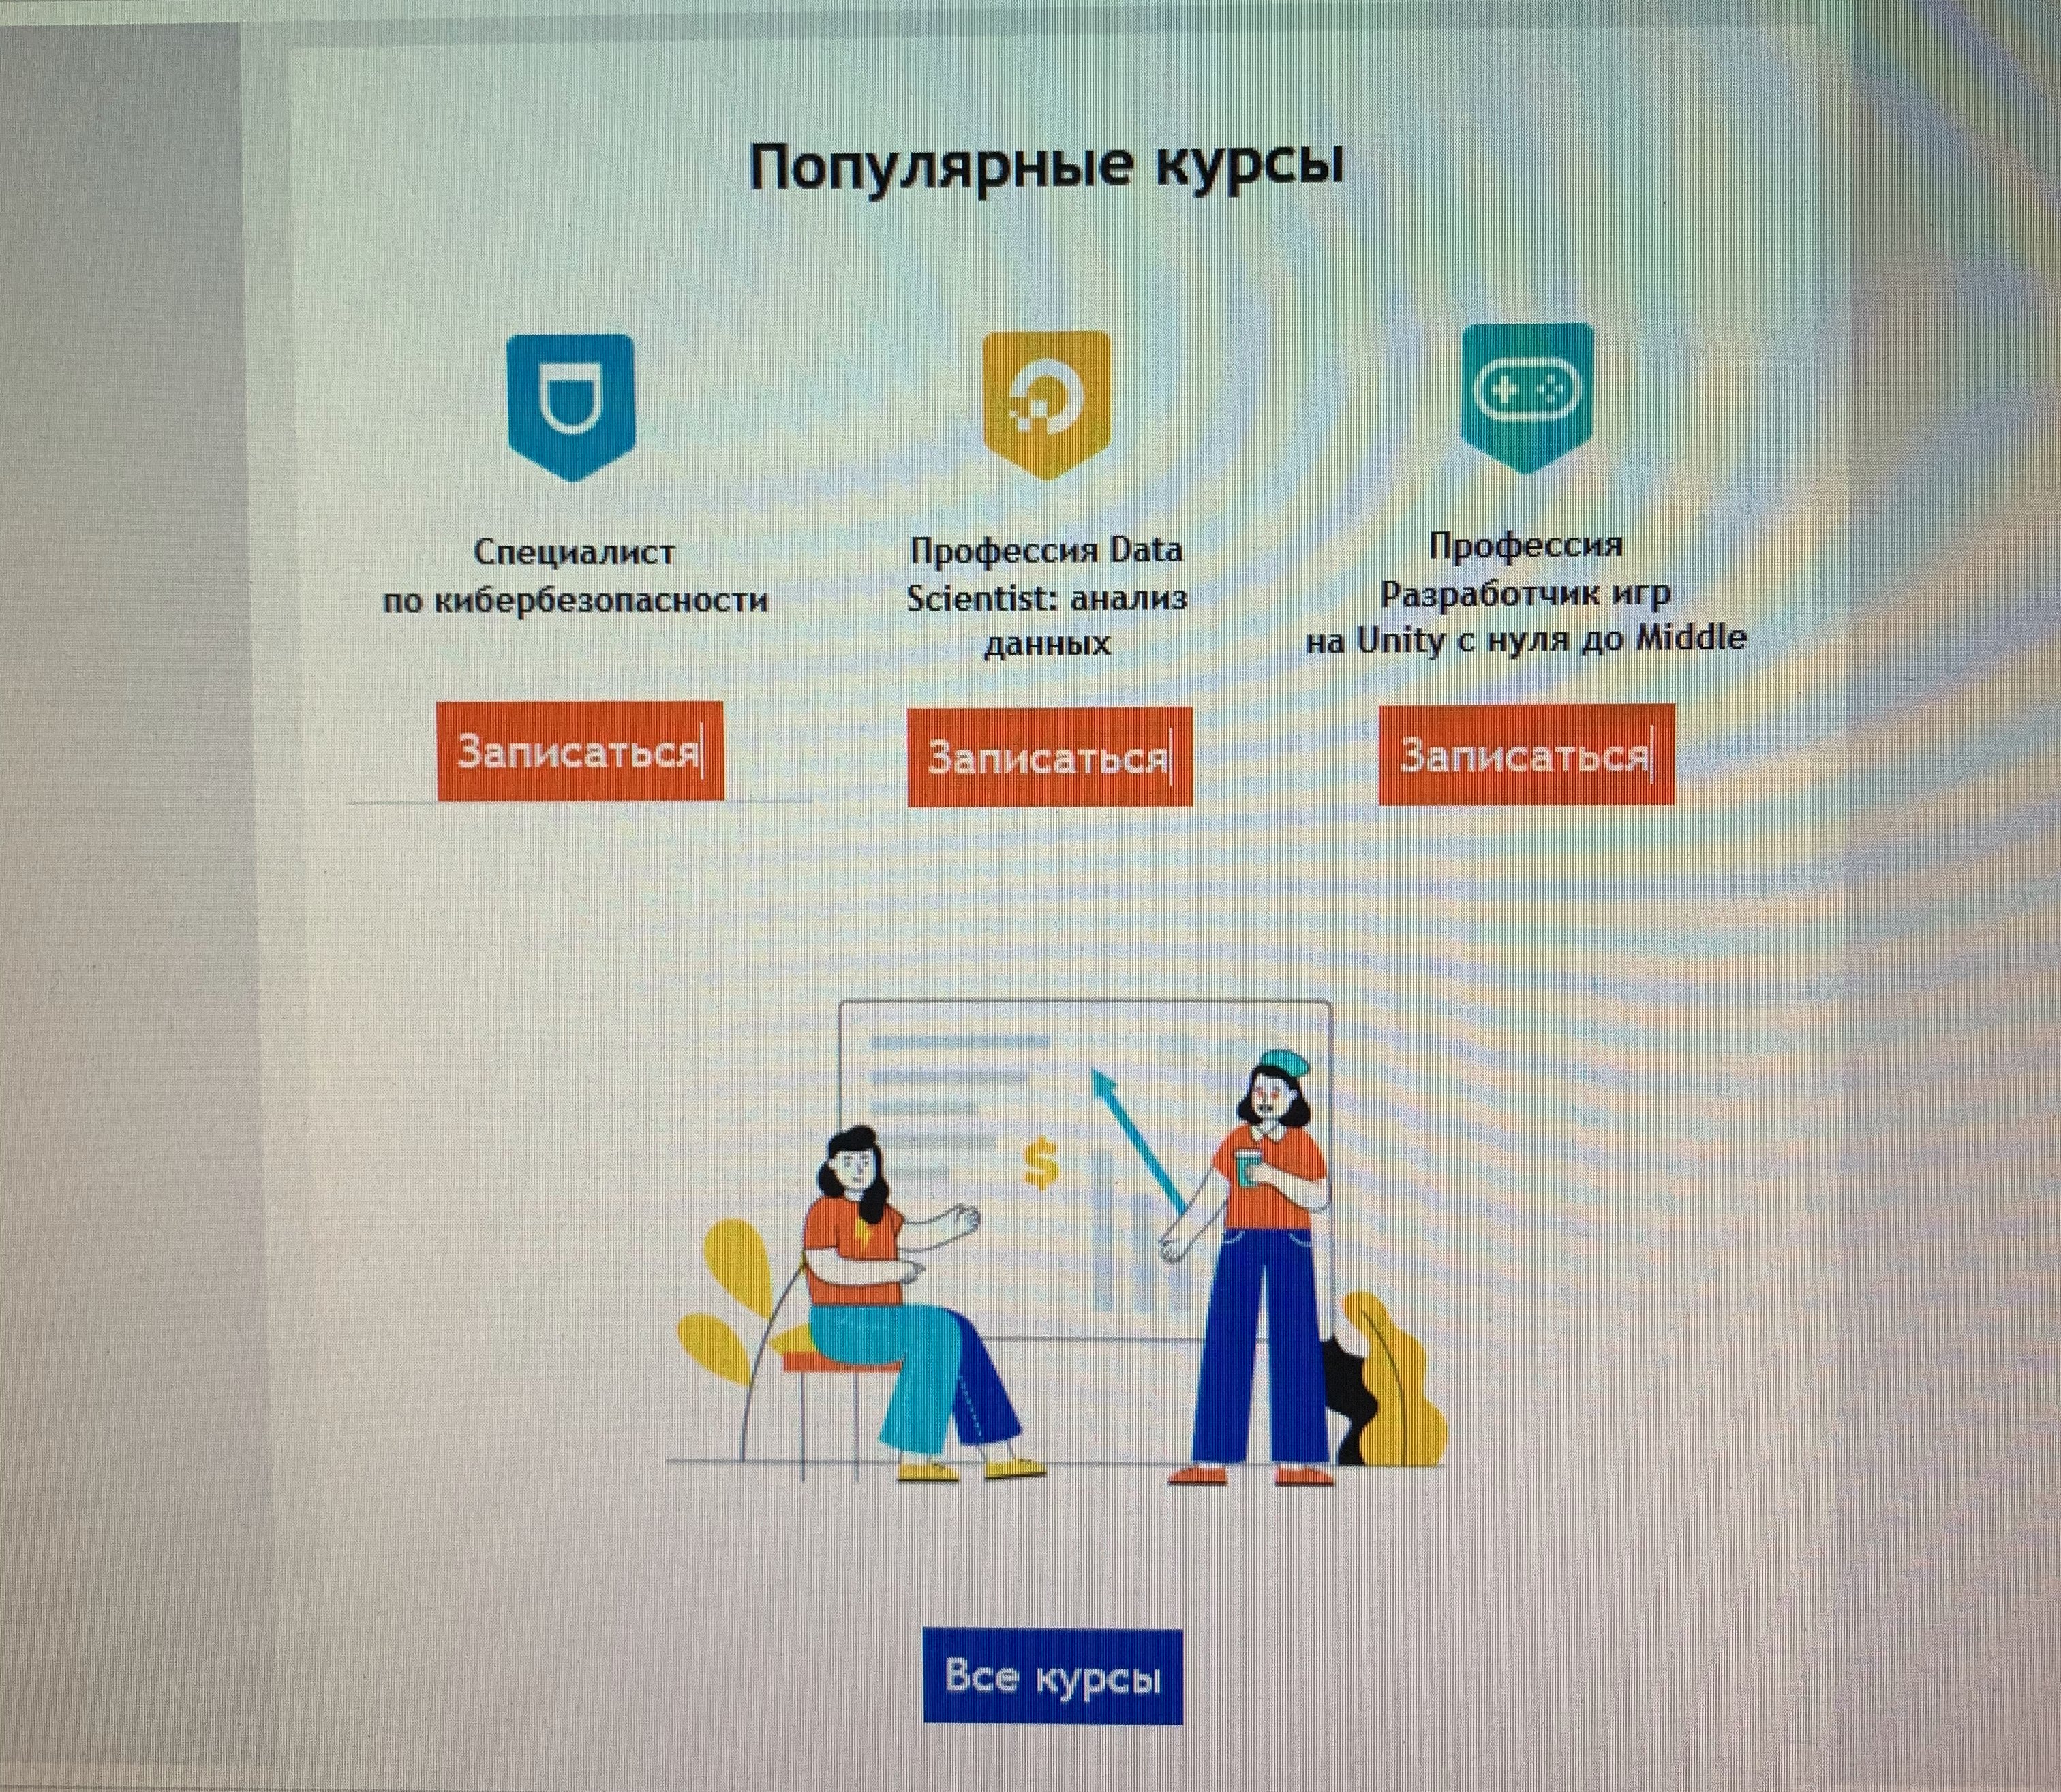 Популярные курсы
Специалист
по кибербезопасности
Профессия Data
Scientist: анализ
данных
Профессия
Разработчик игр
на Unity с нуля до Middle
Записаться
Записаться
Записаться
$
Все курсы